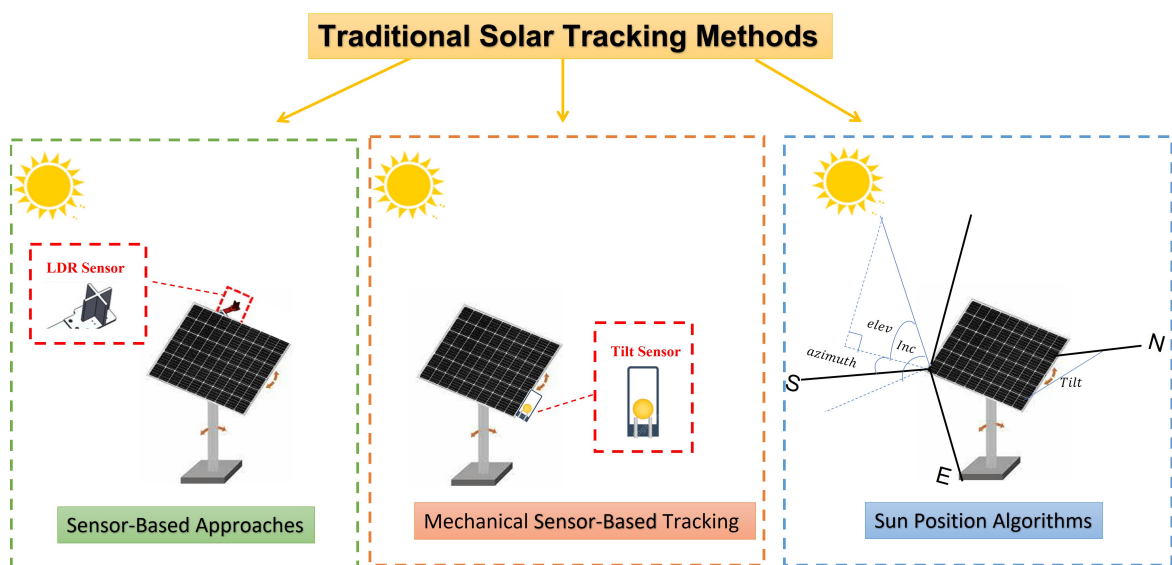 Traditional Solar Tracking Methods
LDR Sensor
Sensor-Based Approaches
Tilt Sensor
Mechanical Sensor-Based Tracking
elev
Inc
azimuth
S
N
Tilt
E
Sun Position Algorithms